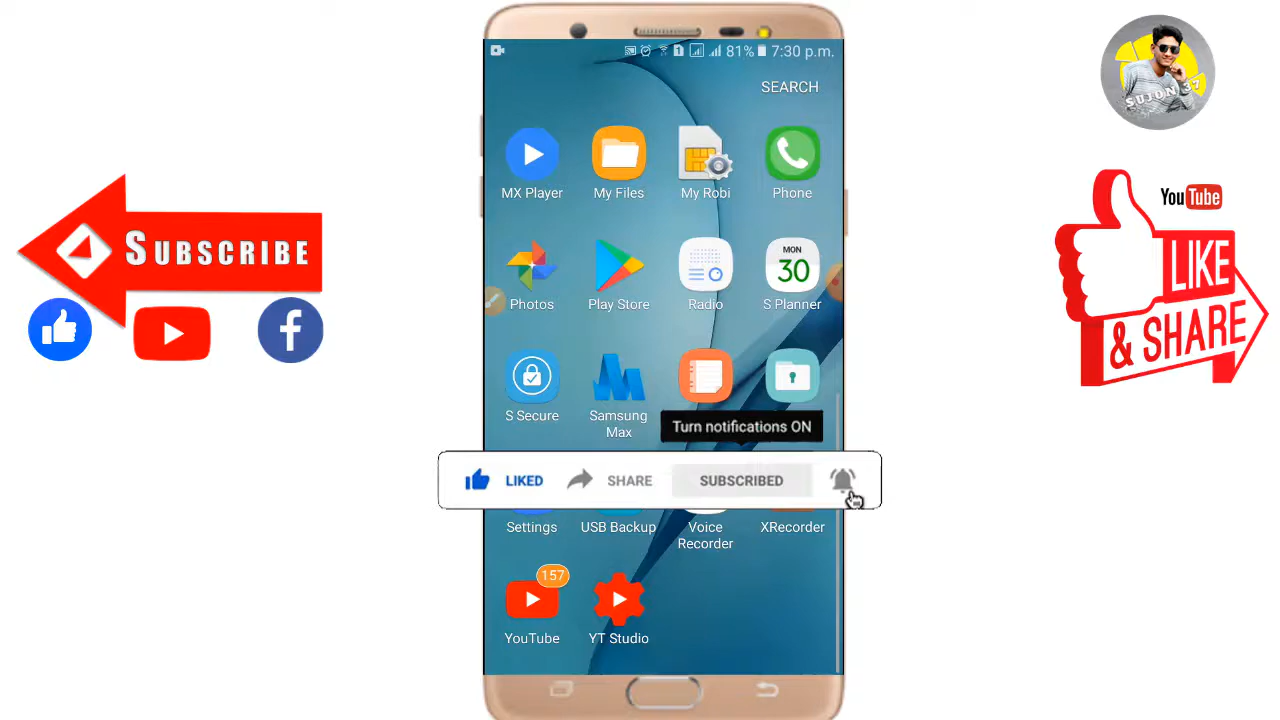 81% 7:30 p.m.
SEARCH
SUJON 37
MX Player
My Files
My Robi
Phone
YouTube
LIKE
& SHARE
SUBSCRIBE
MON
30
Photos
Play Store
Radio
S Planner
S Secure
Samsung
Max
Turn notifications ON
LIKED
SHARE
SUBSCRIBED
Settings
USB Backup
Voice
Recorder
XRecorder
157
YouTube
YT Studio